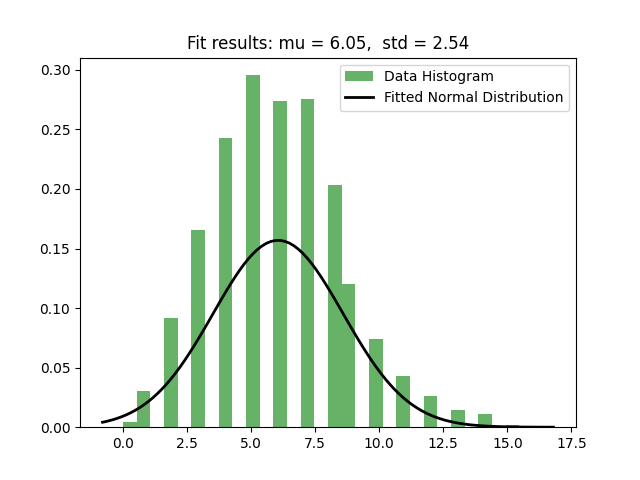 Fit results: mu = 6.05,  std = 2.54
Data Histogram
Fitted Normal Distribution
0.30
0.25
0.20
0.15
0.10
0.05
0.00
0.0 2.5 5.0 7.5 10.0 12.5 15.0 17.5